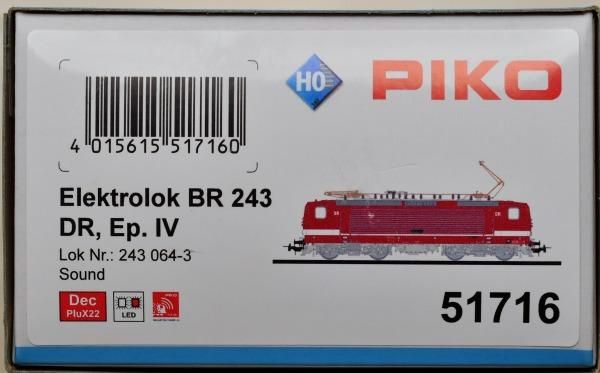 H0
PIKO
4 015615 517160
Elektrolok BR 243
DR, Ep. IV
Lok Nr.: 243 064-3
Sound
Dec
PluX22
LED
51716